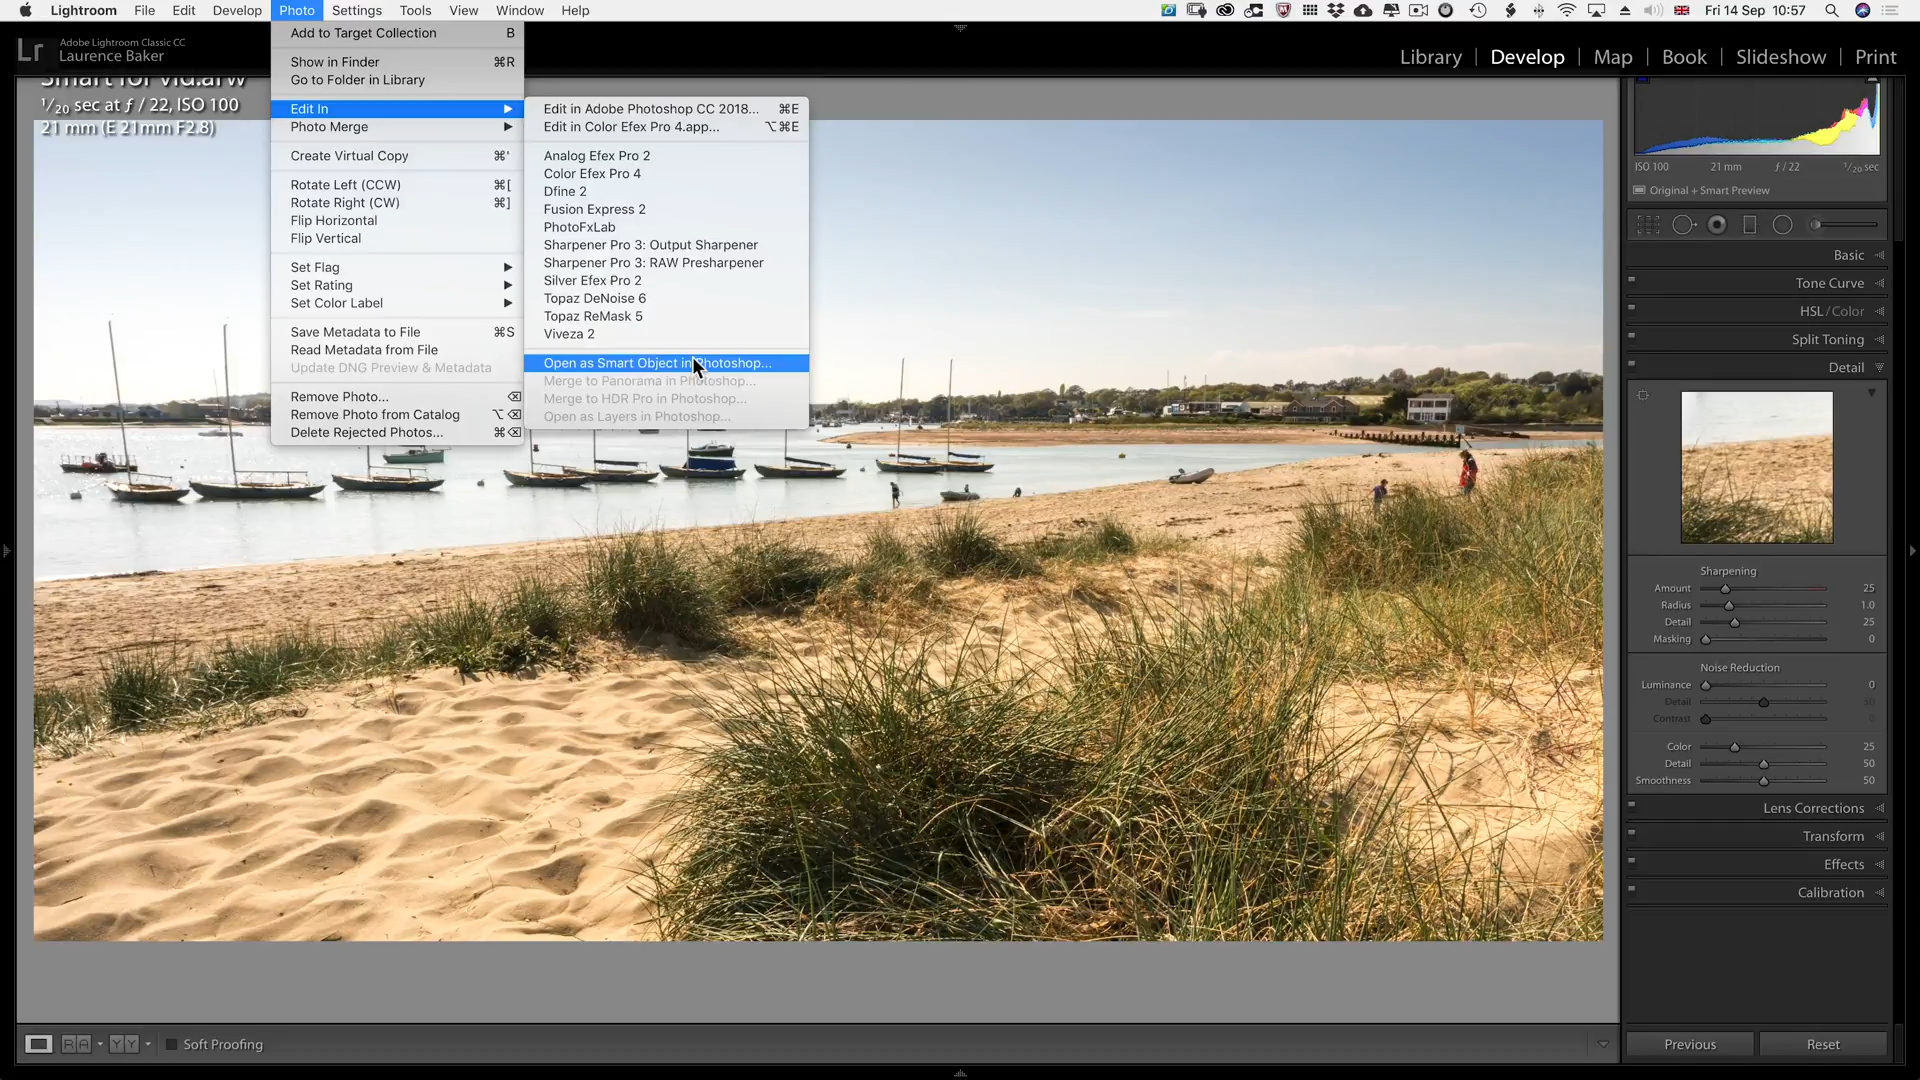 Lightroom File Edit Develop Photo Settings Tools View Window Help Fri 14 Sep 10:57
Lr Adobe Lightroom Classic CC
Laurence Baker
Library | Develop | Map | Book | Slideshow | Print
Smart for vid.arw
1/20 sec at ƒ / 22, ISO 100
21 mm (E 21mm F2.8)
Add to Target Collection B
Show in Finder ⌘R
Go to Folder in Library
Edit In
Photo Merge
Create Virtual Copy ⌘'
Rotate Left (CCW) ⌘[
Rotate Right (CW) ⌘]
Flip Horizontal
Flip Vertical
Set Flag
Set Rating
Set Color Label
Save Metadata to File ⌘S
Read Metadata from File
Update DNG Preview & Metadata
Remove Photo... ⌫
Remove Photo from Catalog ⌥⌫
Delete Rejected Photos... ⌘⌫
Edit in Adobe Photoshop CC 2018... ⌘E
Edit in Color Efex Pro 4.app... ⌥⌘E
Analog Efex Pro 2
Color Efex Pro 4
Dfine 2
Fusion Express 2
PhotoFxLab
Sharpener Pro 3: Output Sharpener
Sharpener Pro 3: RAW Presharpener
Silver Efex Pro 2
Topaz DeNoise 6
Topaz ReMask 5
Viveza 2
Open as Smart Object in Photoshop...
Merge to Panorama in Photoshop...
Merge to HDR Pro in Photoshop...
Open as Layers in Photoshop...
ISO 100 21 mm ƒ / 22 1/20 sec
Original + Smart Preview
Basic
Tone Curve
HSL / Color
Split Toning
Detail
Sharpening
Amount 25
Radius 1.0
Detail 25
Masking 0
Noise Reduction
Luminance 0
Detail 50
Contrast 0
Color 25
Detail 50
Smoothness 50
Lens Corrections
Transform
Effects
Calibration
R A Y Y Soft Proofing
Previous Reset